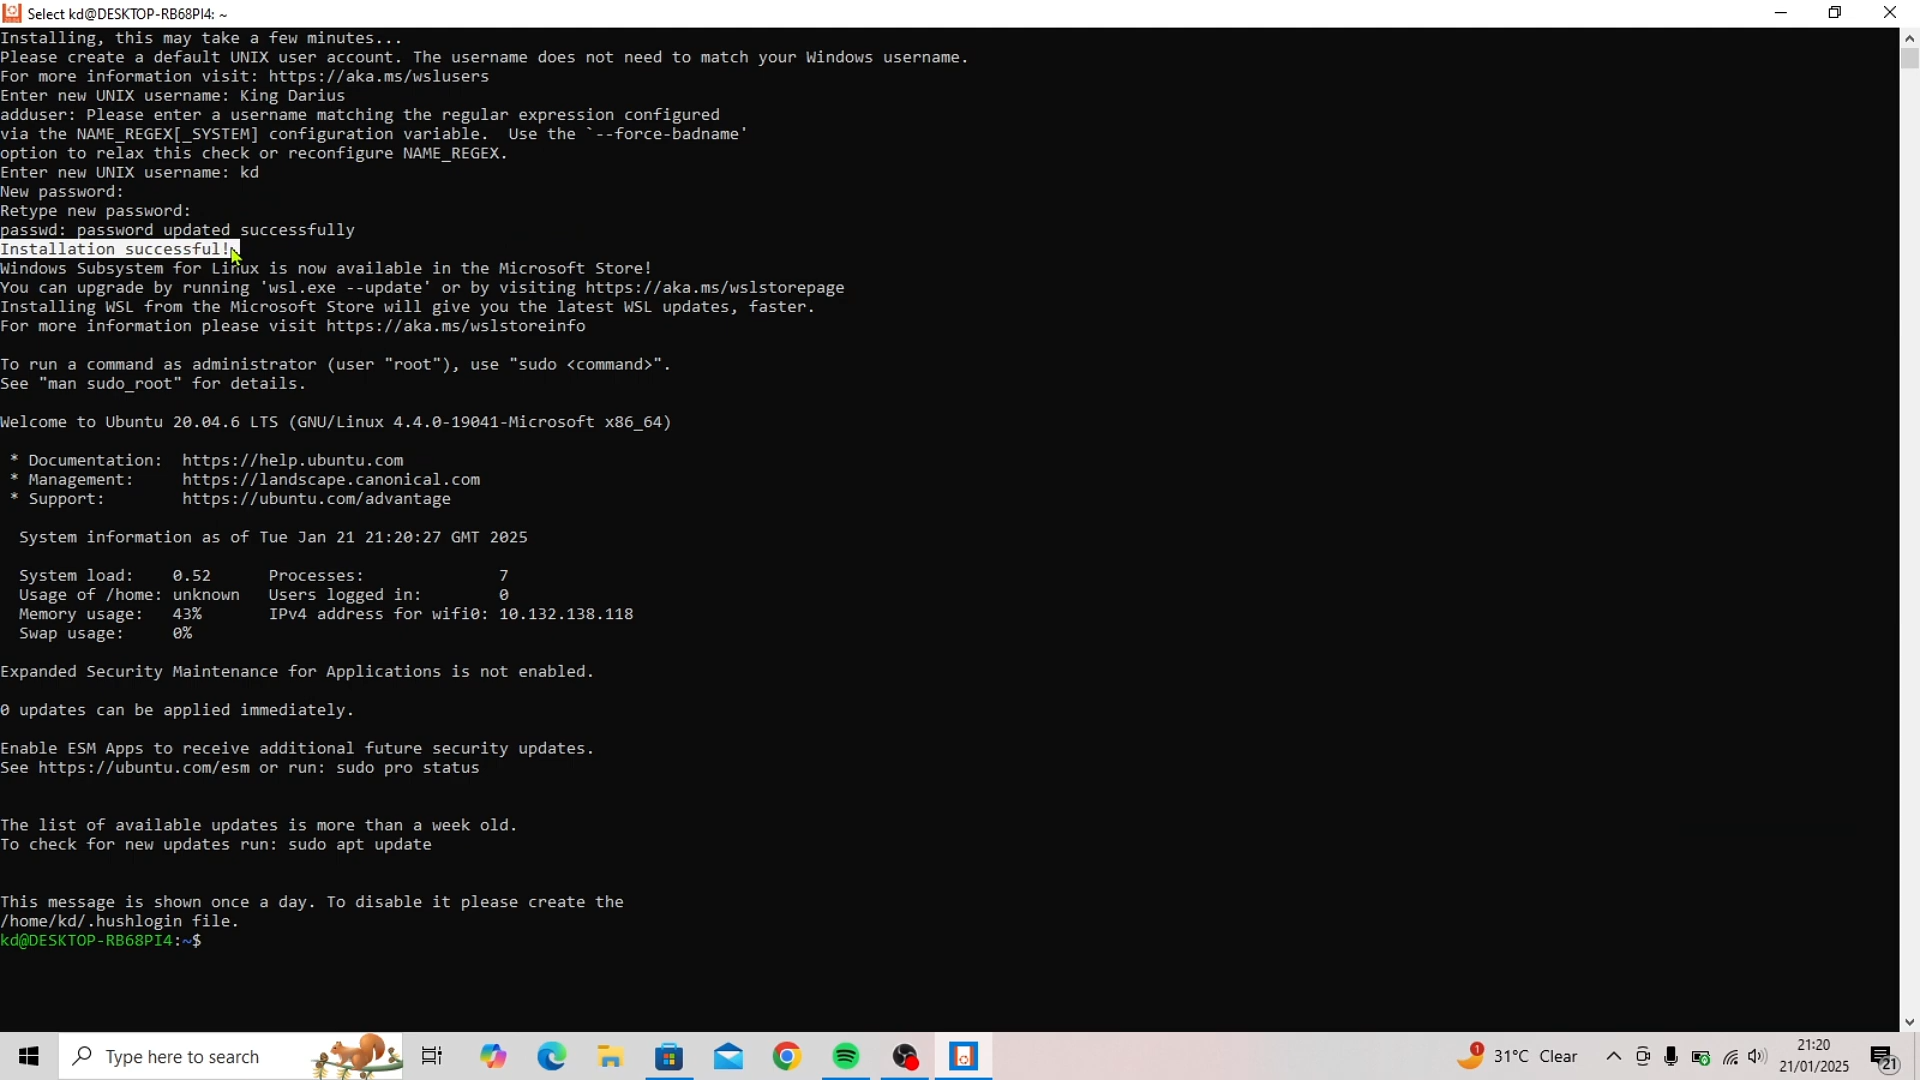 Select kd@DESKTOP-RB68PI4: ~
Installing, this may take a few minutes...
Please create a default UNIX user account. The username does not need to match your Windows username.
For more information visit: https://aka.ms/wslusers
Enter new UNIX username: King Darius
adduser: Please enter a username matching the regular expression configured
via the NAME_REGEX[_SYSTEM] configuration variable.  Use the `--force-badname'
option to relax this check or reconfigure NAME_REGEX.
Enter new UNIX username: kd
New password:
Retype new password:
passwd: password updated successfully
Installation successful!
Windows Subsystem for Linux is now available in the Microsoft Store!
You can upgrade by running 'wsl.exe --update' or by visiting https://aka.ms/wslstorepage
Installing WSL from the Microsoft Store will give you the latest WSL updates, faster.
For more information please visit https://aka.ms/wslstoreinfo
To run a command as administrator (user "root"), use "sudo <command>".
See "man sudo_root" for details.
Welcome to Ubuntu 20.04.6 LTS (GNU/Linux 4.4.0-19041-Microsoft x86_64)
* Documentation:  https://help.ubuntu.com
* Management:     https://landscape.canonical.com
* Support:        https://ubuntu.com/advantage
System information as of Tue Jan 21 21:20:27 GMT 2025
System load:    0.52      Processes:              7
Usage of /home: unknown   Users logged in:        0
Memory usage:   43%       IPv4 address for wifi0: 10.132.138.118
Swap usage:     0%
Expanded Security Maintenance for Applications is not enabled.
0 updates can be applied immediately.
Enable ESM Apps to receive additional future security updates.
See https://ubuntu.com/esm or run: sudo pro status
The list of available updates is more than a week old.
To check for new updates run: sudo apt update
This message is shown once a day. To disable it please create the
/home/kd/.hushlogin file.
kd@DESKTOP-RB68PI4:~$
Type here to search
1
31°C Clear
21:20
21/01/2025
21